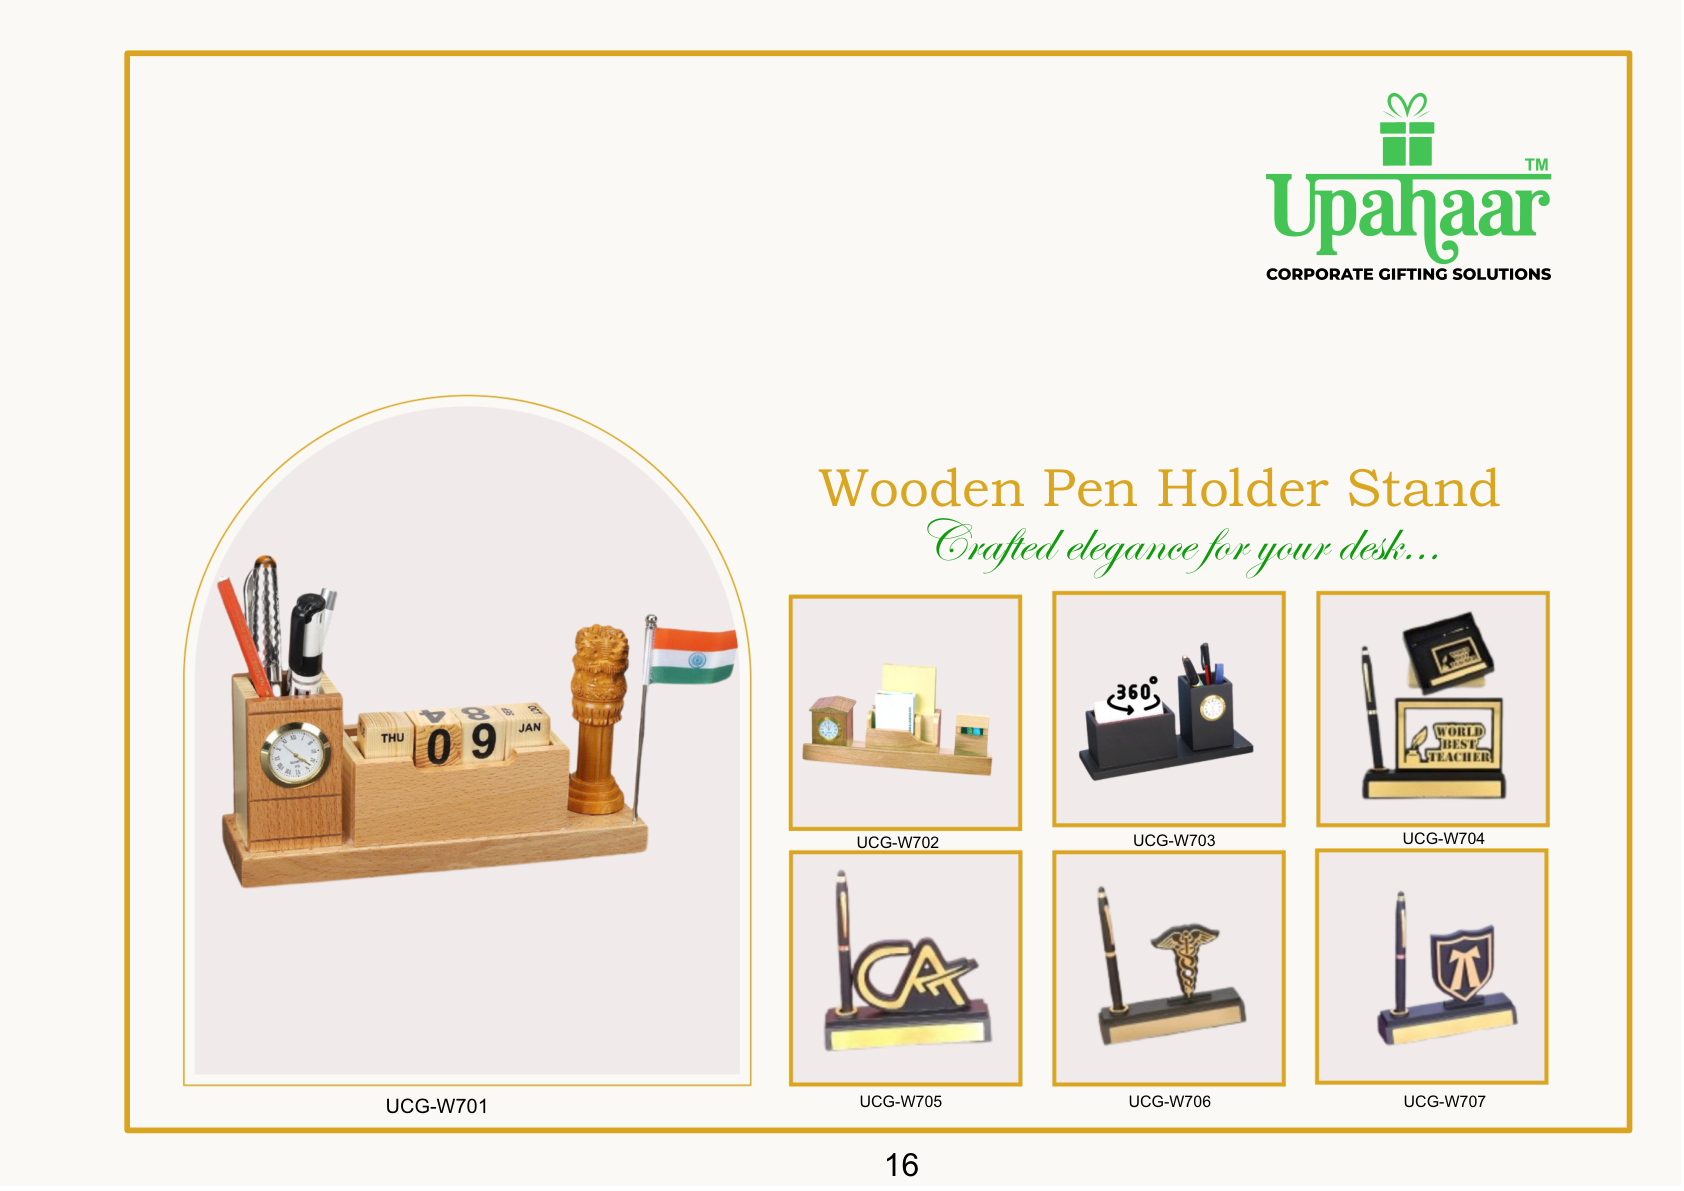 TM
Upahaar
CORPORATE GIFTING SOLUTIONS
Wooden Pen Holder Stand
Crafted elegance for your desk...
THU
09
JAN
360°
WORLD
BEST
TEACHER
UCG-W702
UCG-W703
UCG-W704
CA
UCG-W701
UCG-W705
UCG-W706
UCG-W707
16